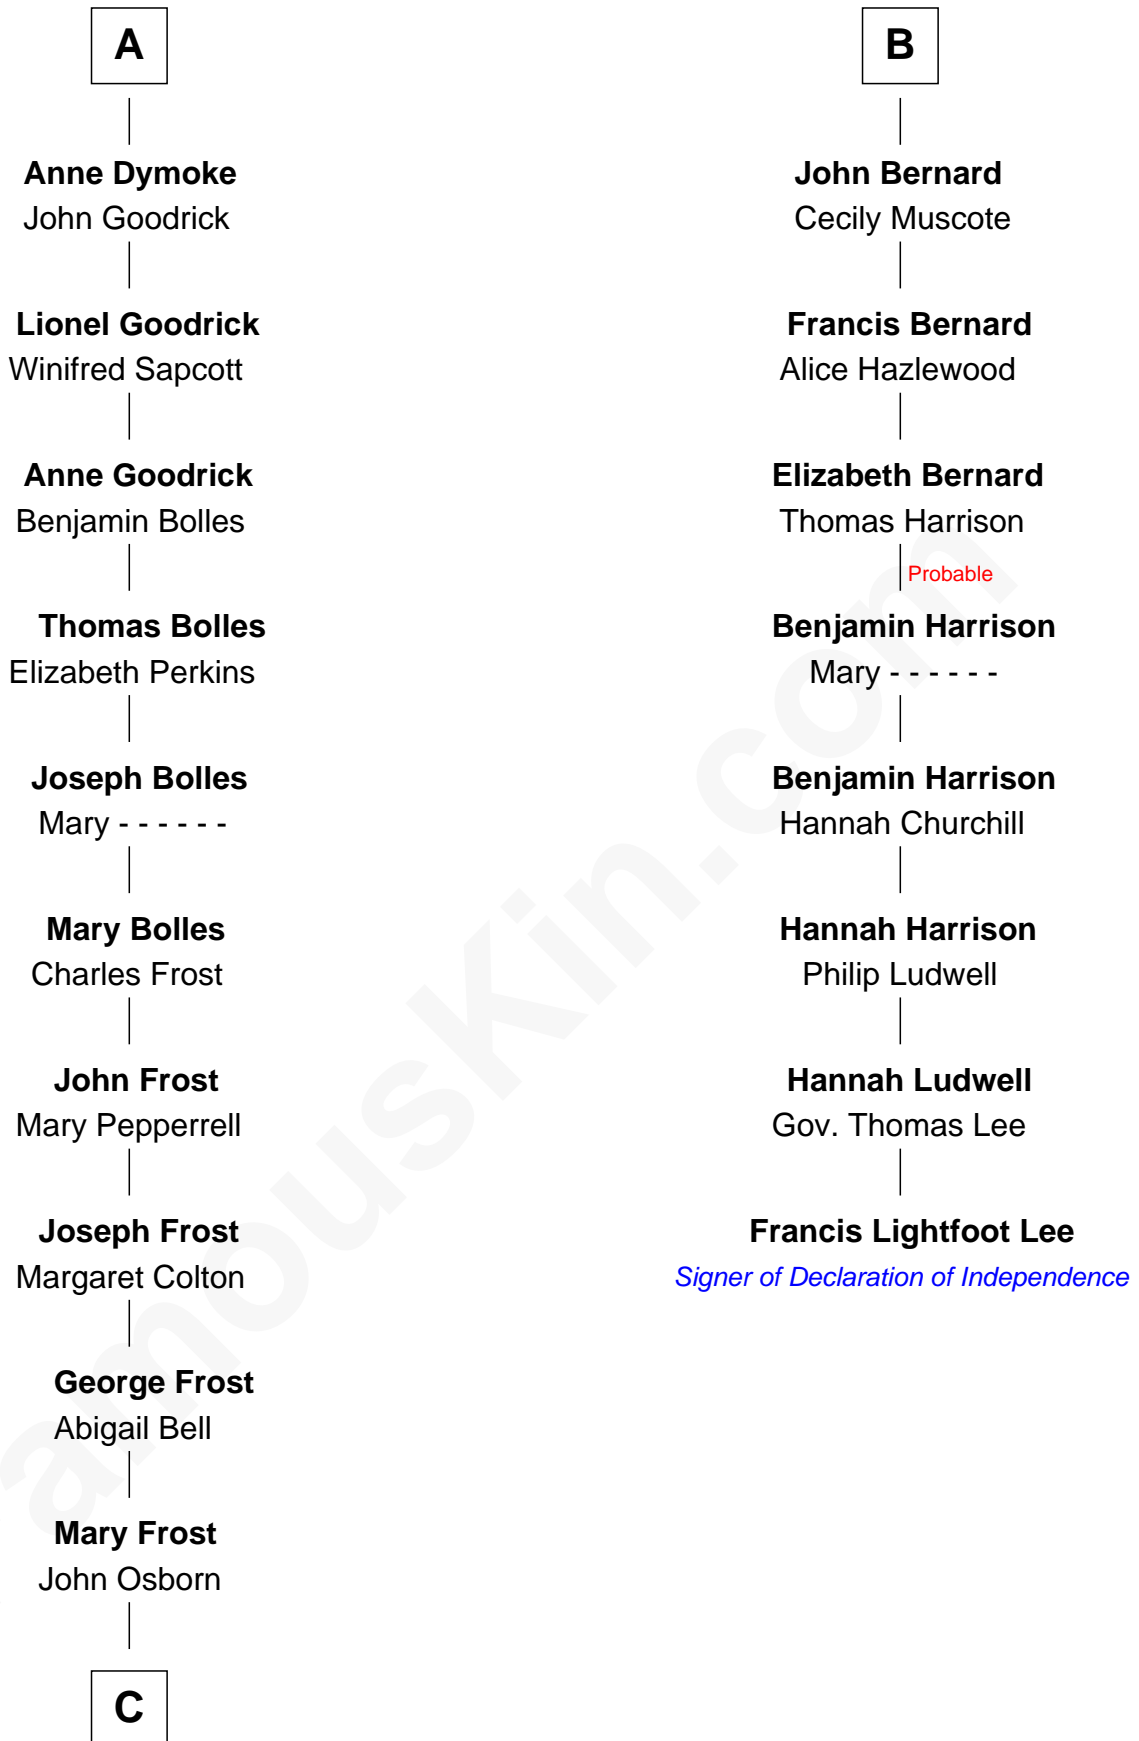 A
Anne Dymoke
John Goodrick
Lionel Goodrick
Winifred Sapcott
Anne Goodrick
Benjamin Bolles
Thomas Bolles
Elizabeth Perkins
Joseph Bolles
Mary - - - - - -
Mary Bolles
Charles Frost
John Frost
Mary Pepperrell
Joseph Frost
Margaret Colton
George Frost
Abigail Bell
Mary Frost
John Osborn
C
B
John Bernard
Cecily Muscote
Francis Bernard
Alice Hazlewood
Elizabeth Bernard
Thomas Harrison
Probable
Benjamin Harrison
Mary - - - - - -
Benjamin Harrison
Hannah Churchill
Hannah Harrison
Philip Ludwell
Hannah Ludwell
Gov. Thomas Lee
Francis Lightfoot Lee
Signer of Declaration of Independence
amousKin.com